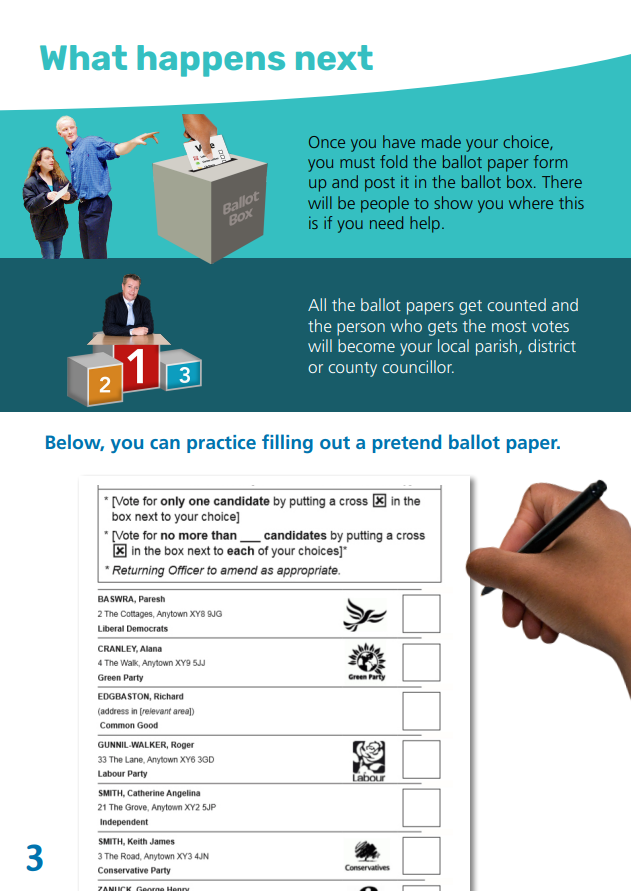 What happens next
Once you have made your choice,
you must fold the ballot paper form
up and post it in the ballot box. There
will be people to show you where this
is if you need help.
Vote
Ballot
Box
All the ballot papers get counted and
the person who gets the most votes
will become your local parish, district
or county councillor.
2 1 3
Below, you can practice filling out a pretend ballot paper.
* [Vote for only one candidate by putting a cross ☒ in the
box next to your choice]
* [Vote for no more than ___ candidates by putting a cross
☒ in the box next to each of your choices]*
* Returning Officer to amend as appropriate.
BASWRA, Paresh
2 The Cottages, Anytown XY8 9JG
Liberal Democrats
CRANLEY, Alana
4 The Walk, Anytown XY9 5JJ
Green Party
Green Party
EDGBASTON, Richard
(address in [relevant area])
Common Good
GUNNIL-WALKER, Roger
33 The Lane, Anytown XY6 3GD
Labour Party
Labour
SMITH, Catherine Angelina
21 The Grove, Anytown XY2 5JP
Independent
SMITH, Keith James
3 The Road, Anytown XY3 4JN
Conservative Party
Conservatives
ZANUCK, George Henry
3